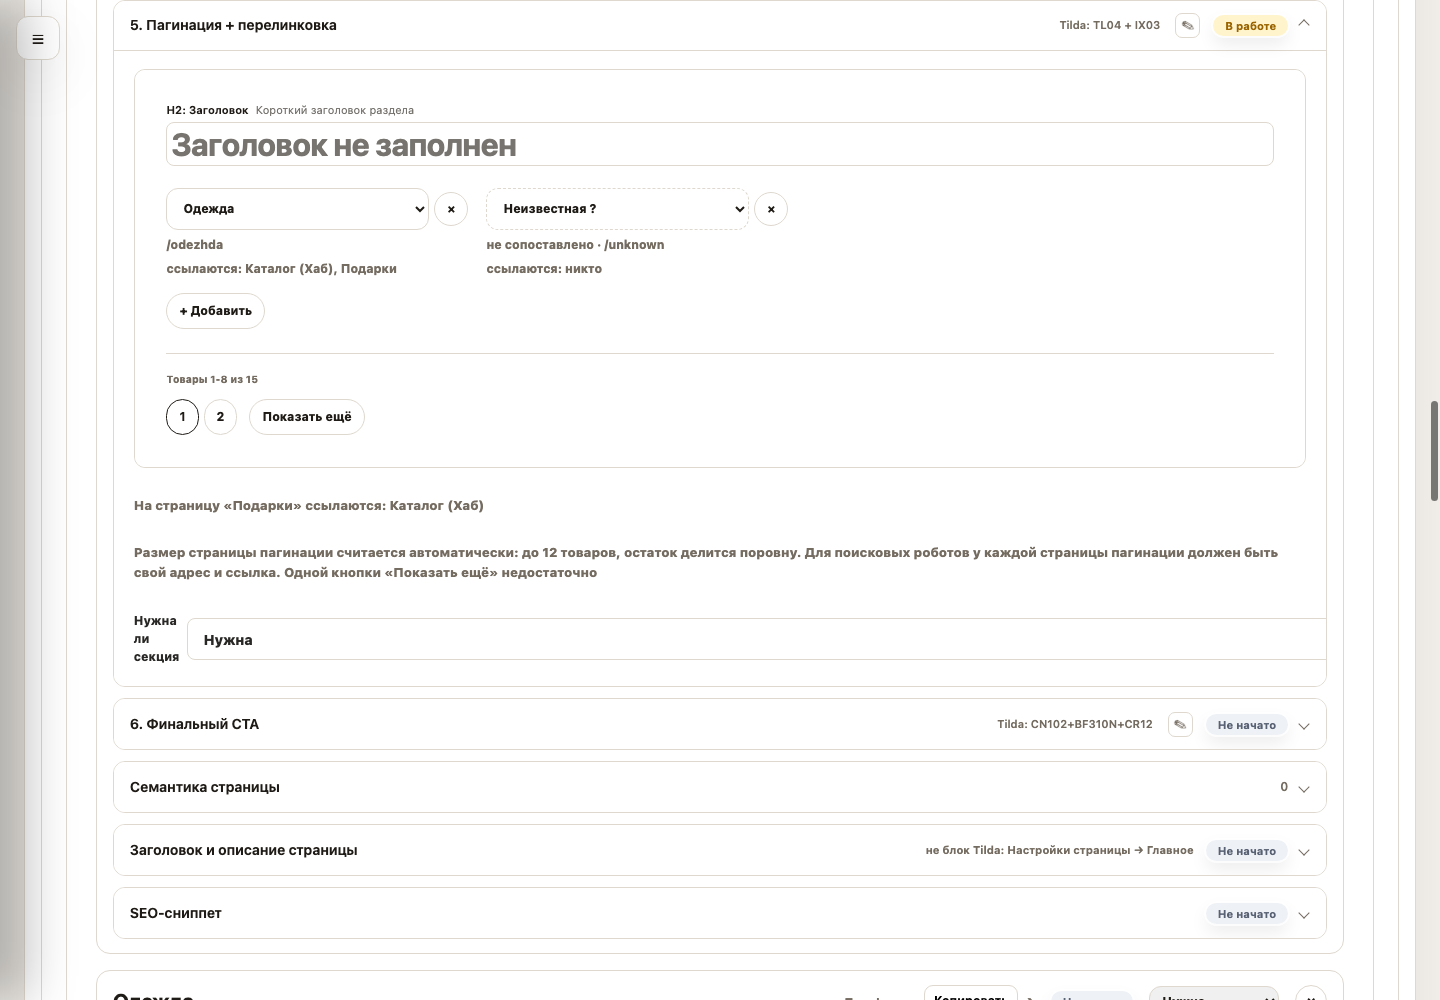 5. Пагинация + перелинковка
Tilda: TL04 + IX03
В работе
H2: Заголовок Короткий заголовок раздела
Заголовок не заполнен
Одежда
×
Неизвестная ?
×
/odezhda
не сопоставлено · /unknown
ссылаются: Каталог (Хаб), Подарки
ссылаются: никто
+ Добавить
Товары 1-8 из 15
1
2
Показать ещё
На страницу «Подарки» ссылаются: Каталог (Хаб)
Размер страницы пагинации считается автоматически: до 12 товаров, остаток делится поровну. Для поисковых роботов у каждой страницы пагинации должен быть
свой адрес и ссылка. Одной кнопки «Показать ещё» недостаточно
Нужна
ли
секция
Нужна
6. Финальный CTA
Tilda: CN102+BF310N+CR12
Не начато
Семантика страницы
0
Заголовок и описание страницы
не блок Tilda: Настройки страницы → Главное
Не начато
SEO-сниппет
Не начато
Одежда
Копировать